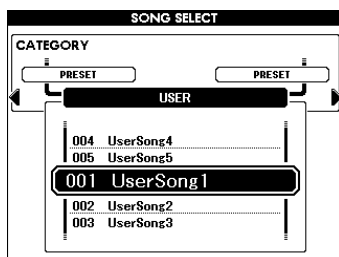 SONG SELECT
CATEGORY
PRESET PRESET
USER
004 UserSong4
005 UserSong5
001 UserSong1
002 UserSong2
003 UserSong3